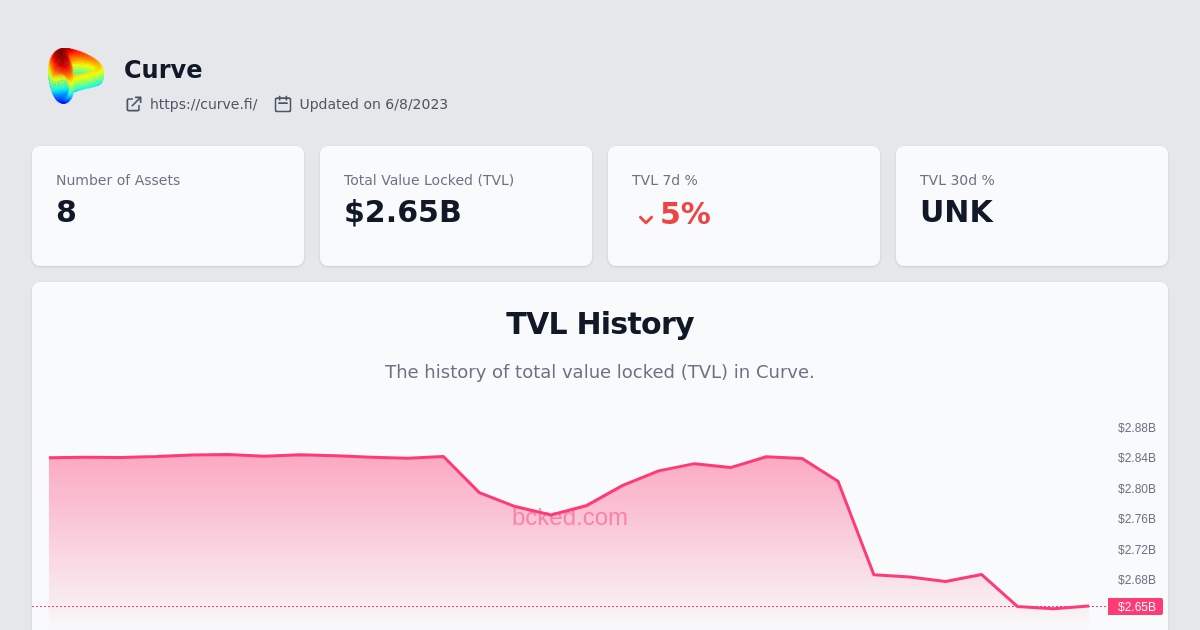 Curve
https://curve.fi/ Updated on 6/8/2023
Number of Assets
8
Total Value Locked (TVL)
$2.65B
TVL 7d %
5%
TVL 30d %
UNK
TVL History
The history of total value locked (TVL) in Curve.
$2.88B
$2.84B
$2.80B
$2.76B
$2.72B
$2.68B
$2.65B
bcked.com